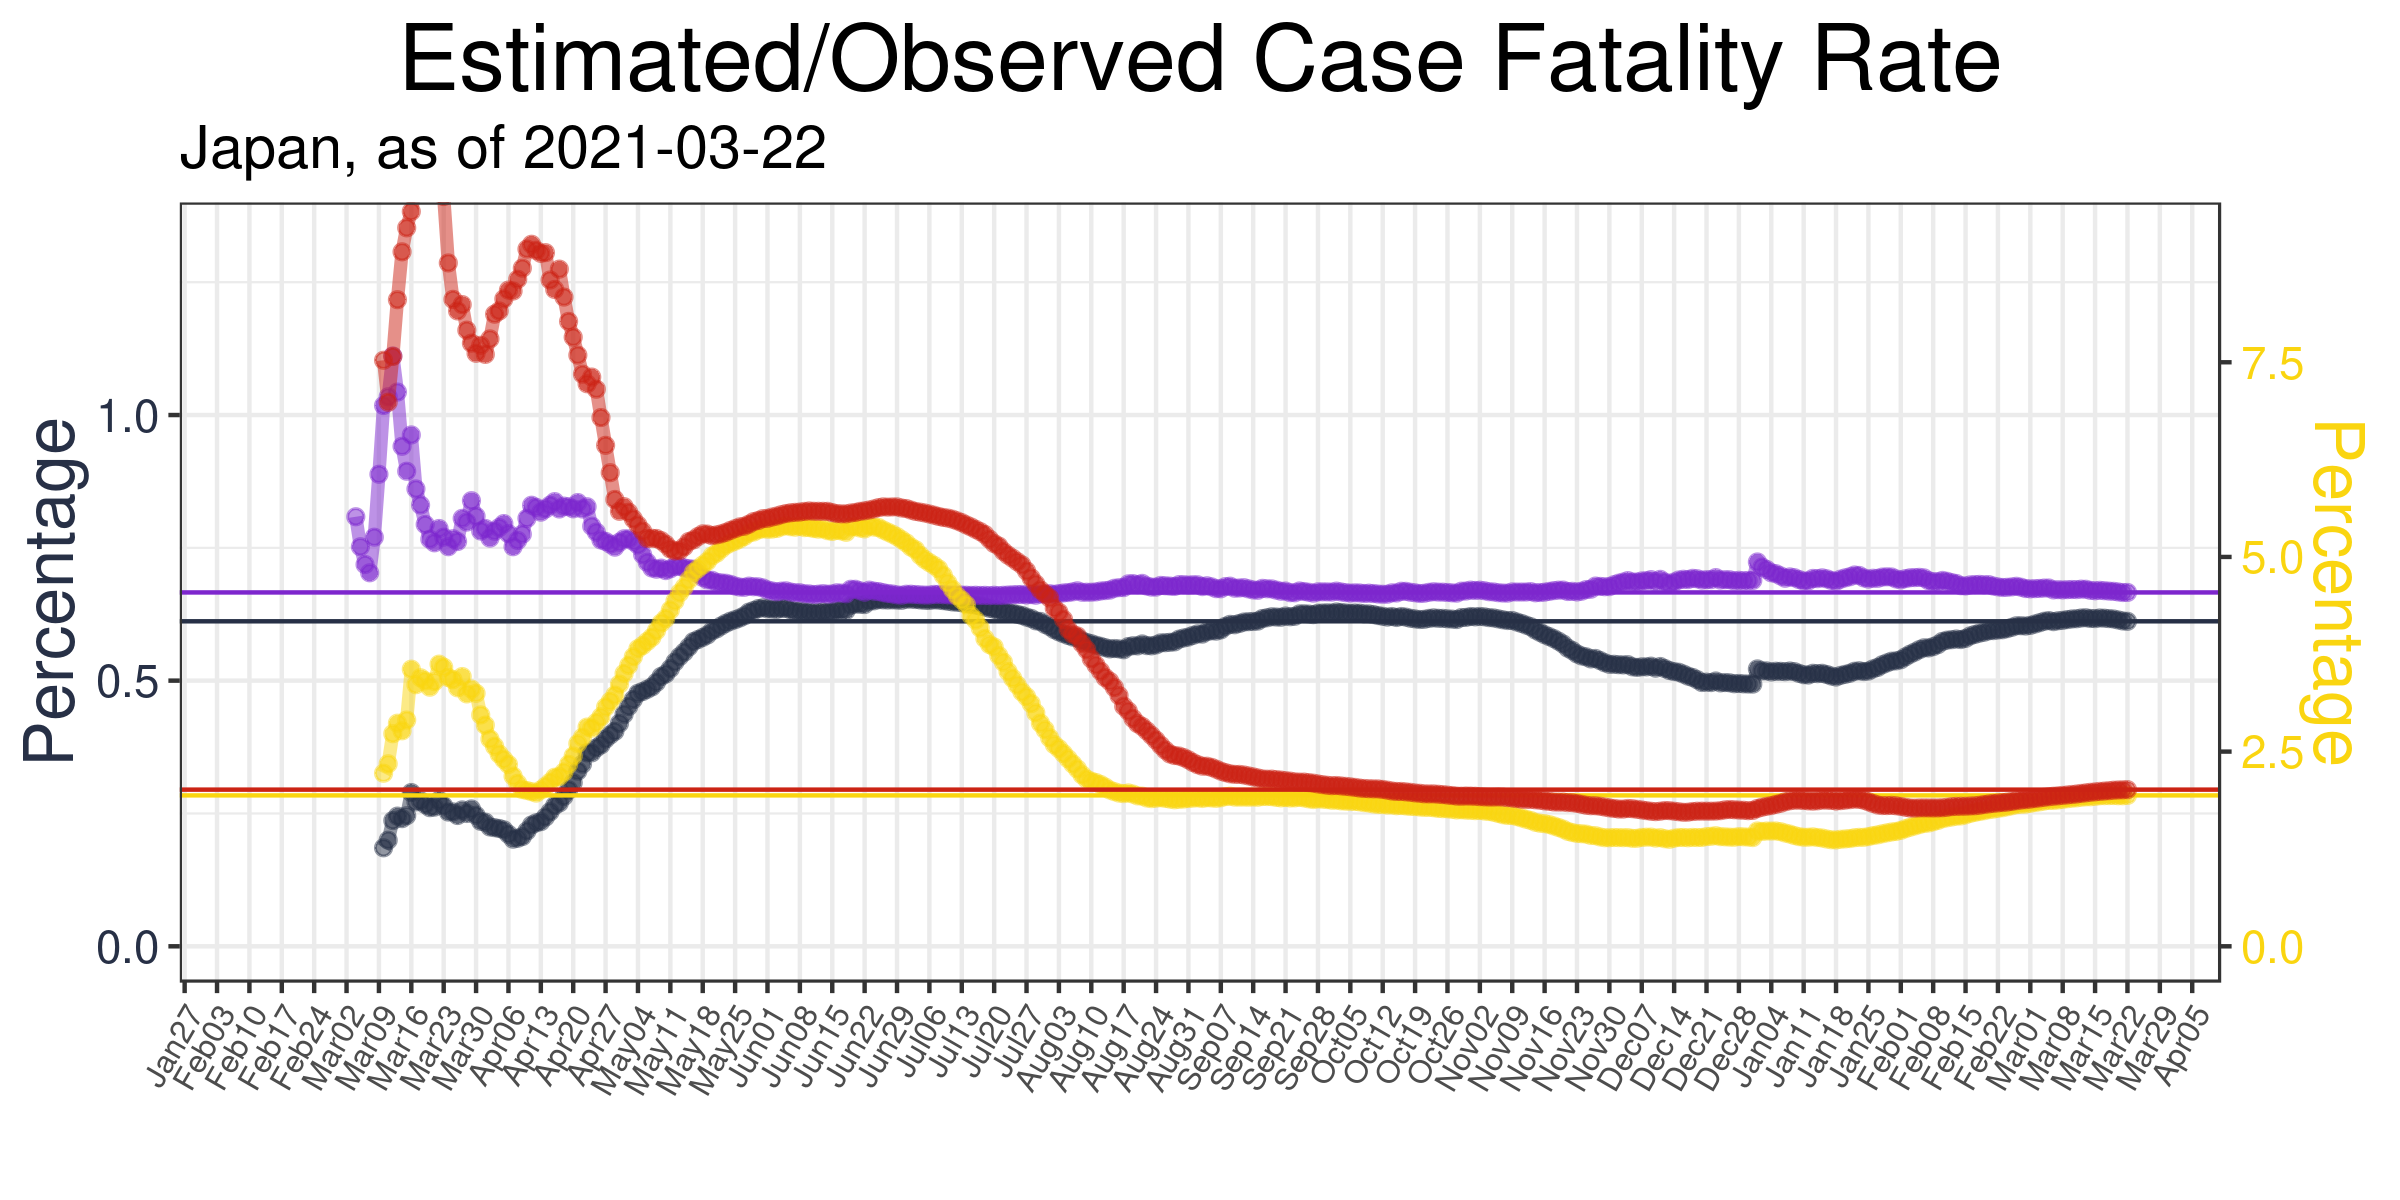 Estimated/Observed Case Fatality Rate
Japan, as of 2021-03-22
Percentage
1.0
0.5
0.0
7.5
5.0
2.5
0.0
Percentage
Jan27
Feb03
Feb10
Feb17
Feb24
Mar02
Mar09
Mar16
Mar23
Mar30
Apr06
Apr13
Apr20
Apr27
May04
May11
May18
May25
Jun01
Jun08
Jun15
Jun22
Jun29
Jul06
Jul13
Jul20
Jul27
Aug03
Aug10
Aug17
Aug24
Aug31
Sep07
Sep14
Sep21
Sep28
Oct05
Oct12
Oct19
Oct26
Nov02
Nov09
Nov16
Nov23
Nov30
Dec07
Dec14
Dec21
Dec28
Jan04
Jan11
Jan18
Jan25
Feb01
Feb08
Feb15
Feb22
Mar01
Mar08
Mar15
Mar22
Mar29
Apr05